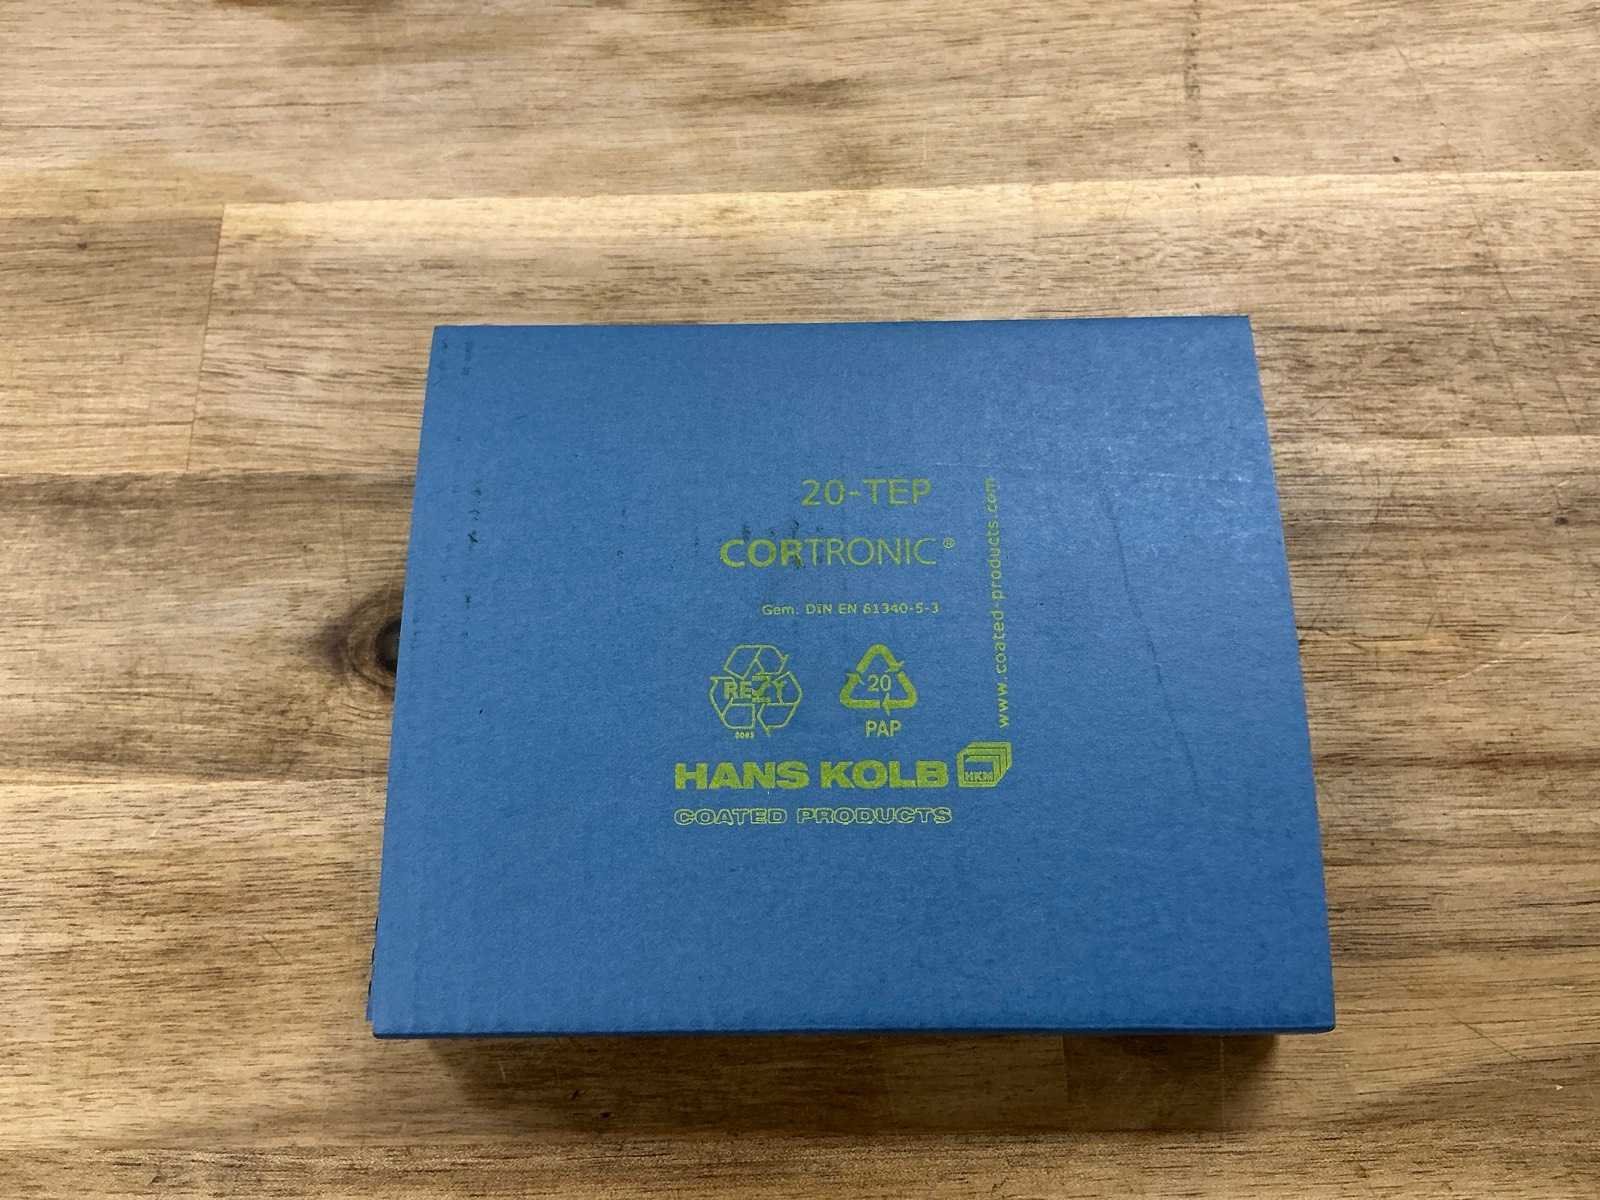 20-TEP
CORTRONIC®
Gem. DIN EN 61340-5-3
www.coated-products.com
REZY
20
PAP
HANS KOLB
HKM
COATED PRODUCTS